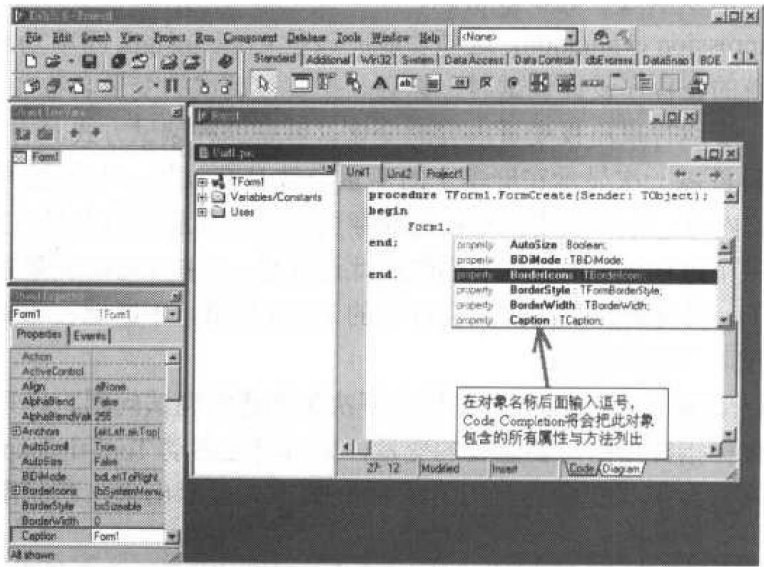 File Edit Search View Project Run Component Database Tools Window Help <None>
Standard Additional Win32 System Data Access Data Controls dbExpress DataSnap BDE
Form1
Unit1.pas
TForm1
Variables/Constants
Uses
Unit1 Unit2 Project1
procedure TForm1.FormCreate(Sender: TObject);
begin
Form1.
end;
end.
property AutoSize : Boolean;
property BiDiMode : TBiDiMode;
property BorderIcons : TBorderIcons;
property BorderStyle : TFormBorderStyle;
property BorderWidth : TBorderWidth;
property Caption : TCaption;
在对象名称后面输入逗号,
Code Completion将会把此对象
包含的所有属性与方法列出
27: 12 Modified Insert Code Diagram
Object Inspector
Form1 TForm1
Properties Events
Action
ActiveControl
Align alNone
AlphaBlend False
AlphaBlendVal 255
Anchors [akLeft,akTop]
AutoScroll True
AutoSize False
BiDiMode bdLeftToRight
BorderIcons [biSystemMenu,
BorderStyle bsSizeable
BorderWidth 0
Caption Form1
All shown